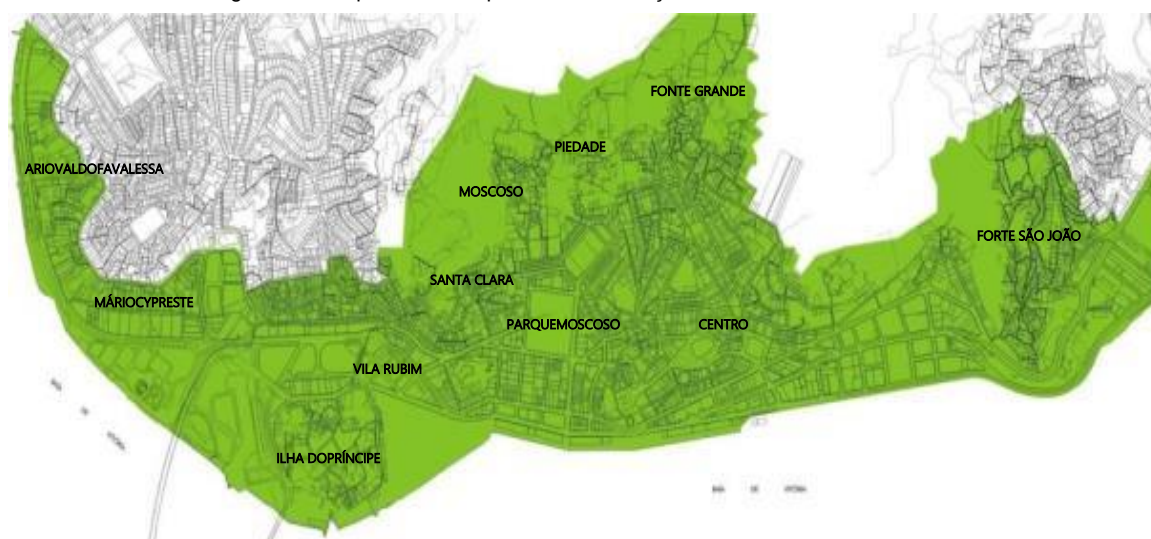 FONTE GRANDE
PIEDADE
ARIOVALDOFAVALESSA
MOSCOSO
FORTE SÃO JOÃO
SANTA CLARA
MÁRIOCYPRESTE
PARQUEMOSCOSO
CENTRO
VILA RUBIM
ILHA DOPRÍNCIPE